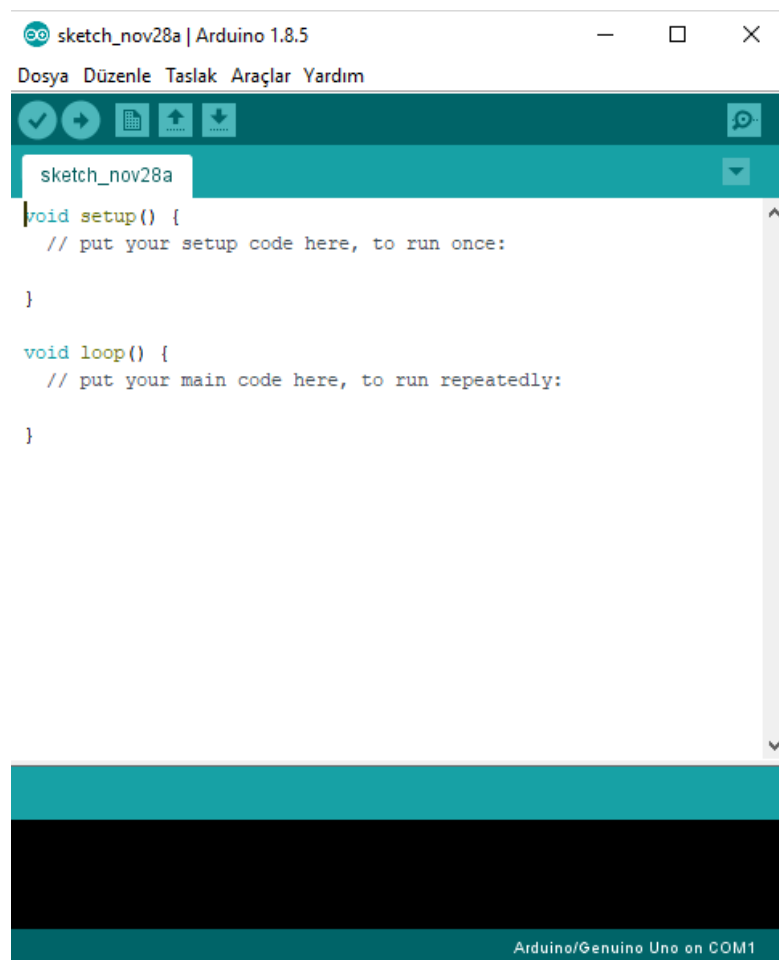 sketch_nov28a | Arduino 1.8.5
Dosya Düzenle Taslak Araçlar Yardım
sketch_nov28a
void setup() {
  // put your setup code here, to run once:
}
void loop() {
  // put your main code here, to run repeatedly:
}
Arduino/Genuino Uno on COM1